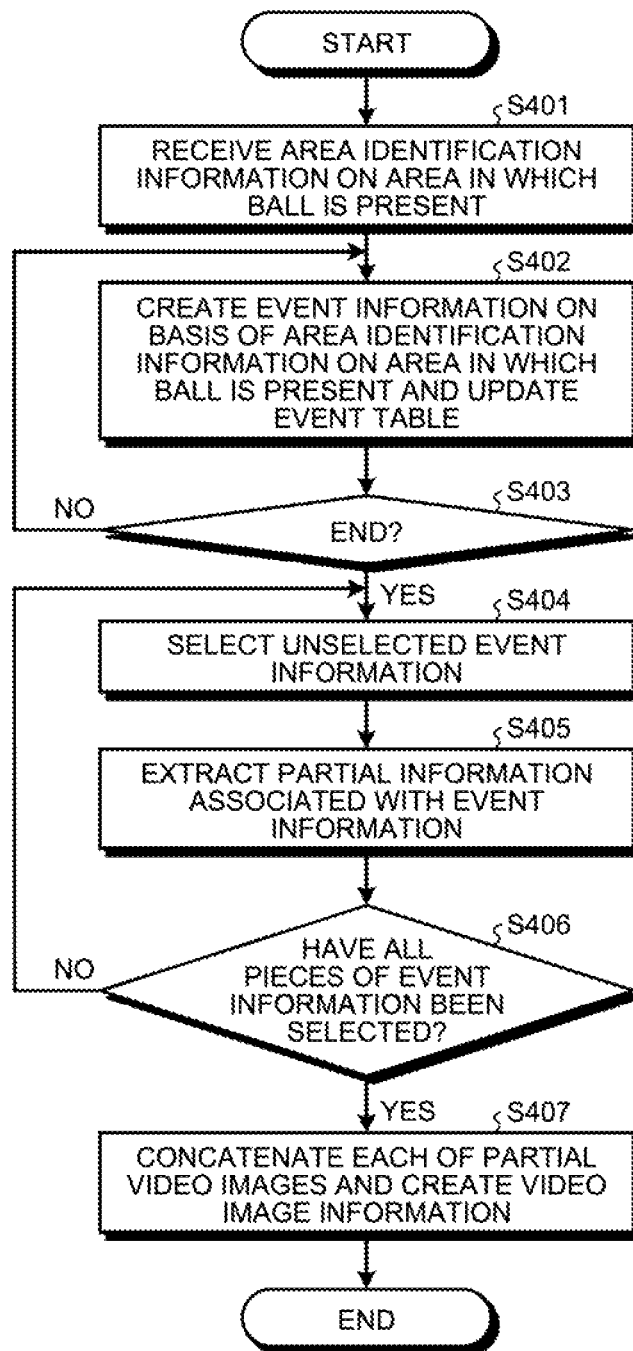 START
S401
RECEIVE AREA IDENTIFICATION
INFORMATION ON AREA IN WHICH
BALL IS PRESENT
S402
CREATE EVENT INFORMATION ON
BASIS OF AREA IDENTIFICATION
INFORMATION ON AREA IN WHICH
BALL IS PRESENT AND UPDATE
EVENT TABLE
S403
NO
END?
YES
S404
SELECT UNSELECTED EVENT
INFORMATION
S405
EXTRACT PARTIAL INFORMATION
ASSOCIATED WITH EVENT
INFORMATION
S406
NO
HAVE ALL
PIECES OF EVENT
INFORMATION BEEN
SELECTED?
YES
S407
CONCATENATE EACH OF PARTIAL
VIDEO IMAGES AND CREATE VIDEO
IMAGE INFORMATION
END